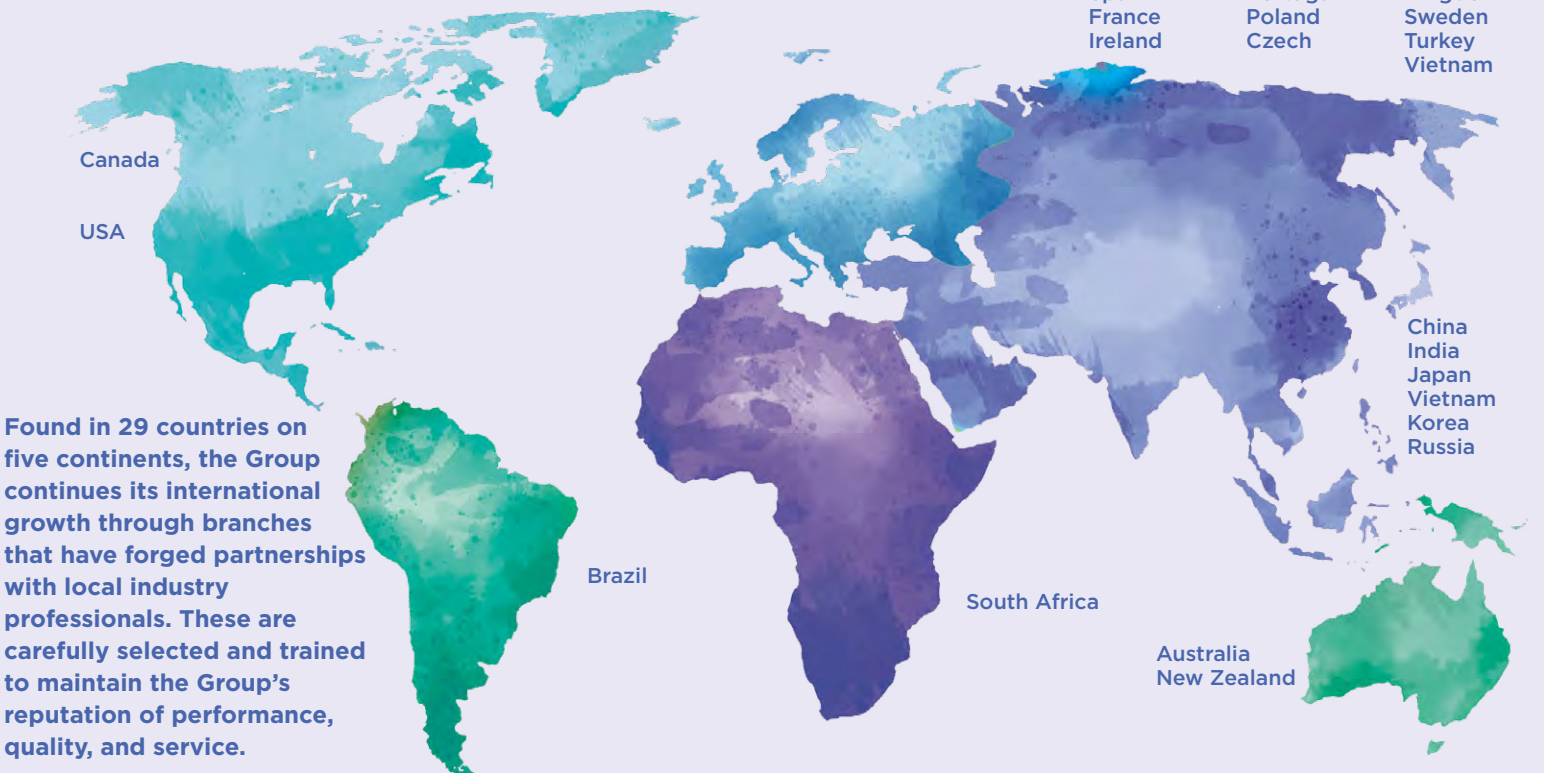 France
Ireland
Poland
Czech
Sweden
Turkey
Vietnam
Canada
USA
China
India
Japan
Vietnam
Korea
Russia
Found in 29 countries on
five continents, the Group
continues its international
growth through branches
that have forged partnerships
with local industry
professionals. These are
carefully selected and trained
to maintain the Group's
reputation of performance,
quality, and service.
Brazil
South Africa
Australia
New Zealand